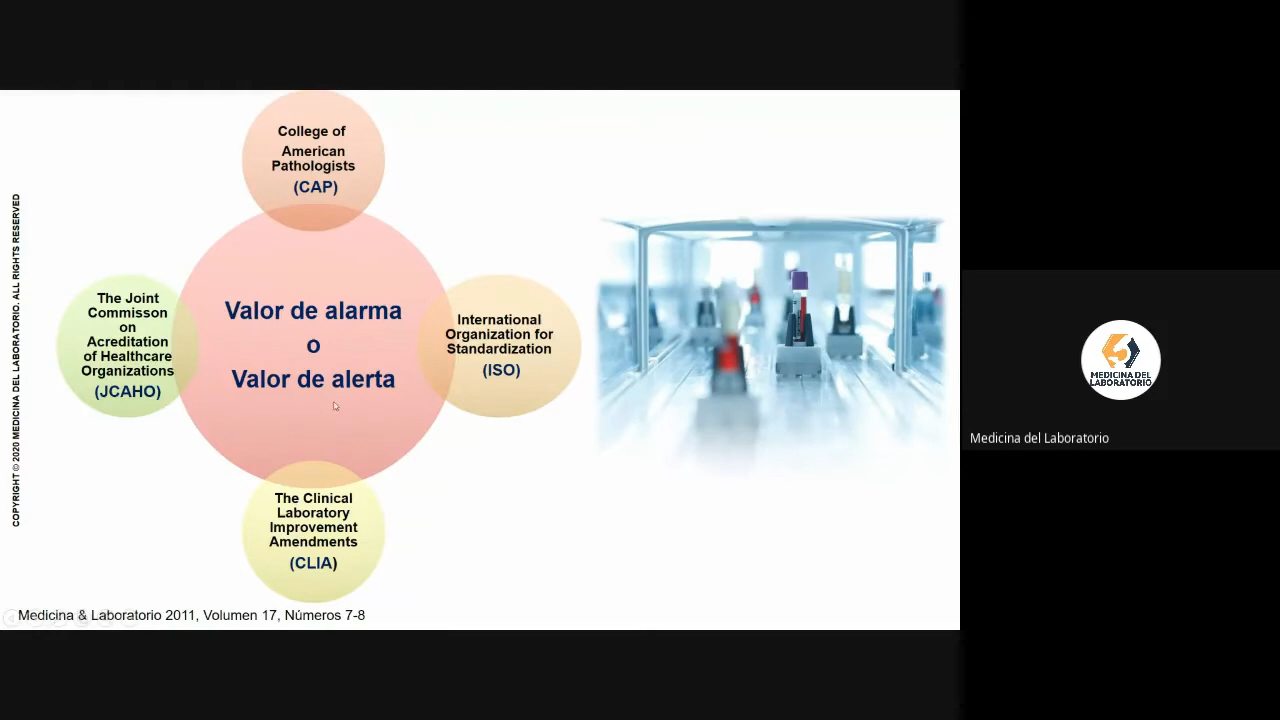 College of
American
Pathologists
(CAP)
Valor de alarma
o
Valor de alerta
The Joint
Commisson
on
Acreditation
of Healthcare
Organizations
(JCAHO)
International
Organization for
Standardization
(ISO)
The Clinical
Laboratory
Improvement
Amendments
(CLIA)
Medicina & Laboratorio 2011, Volumen 17, Números 7-8
COPYRIGHT © 2020 MEDICINA DEL LABORATORIO. ALL RIGHTS RESERVED
MEDICINA DEL
LABORATORIO
Medicina del Laboratorio